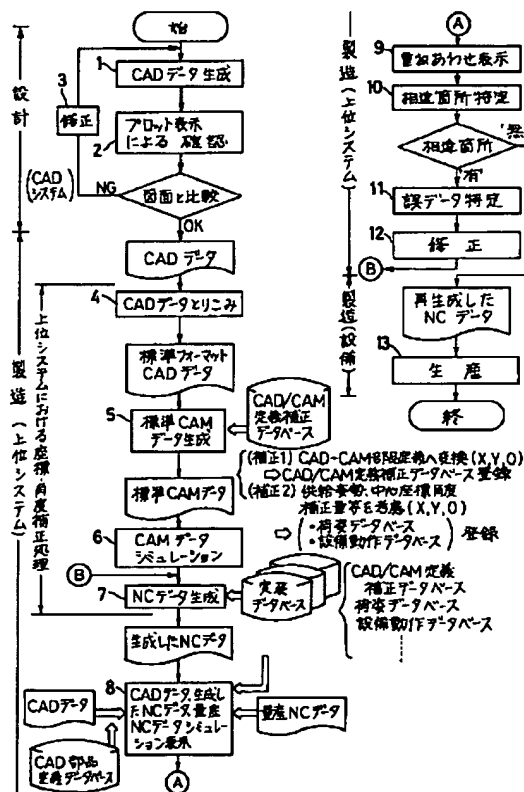 始
1
CADデータ生成
3
修正
2
プロット表示
による確認
(CAD
システム)
NG
図面と比較
OK
設計
CADデータ
4
CADデータとりこみ
標準フォーマット
CADデータ
CAD/CAM
定義補正
データベース
5
標準CAM
データ生成
標準CAMデータ
(補正1) CAD→CAM部限定義へ変換(X,Y,θ)
⇨CAD/CAM定義補正データベース登録
(補正2) 供給姿勢、中心座標角度
補正量等を考慮(X,Y,θ)
⇨(・荷姿データベース
・設備動作データベース)登録
6
CAMデータ
シミュレーション
B
7
NCデータ生成
定義
データベース
CAD/CAM定義
補正データベース
荷姿データベース
設備動作データベース
生成したNCデータ
8
CADデータ、生成し
たNCデータ、量産
NCデータシミュレ
ーション表示
CADデータ
CAD部品
定義データベース
量産NCデータ
A
上位システムにおける座標・角度補正処理
製造(上位システム)
A
9
重ねあわせ表示
10
相違箇所特定
相違箇所
"無"
"有"
11
誤データ特定
12
修正
B
製造(上位システム)
再生成した
NCデータ
13
生産
終
製造(設備)